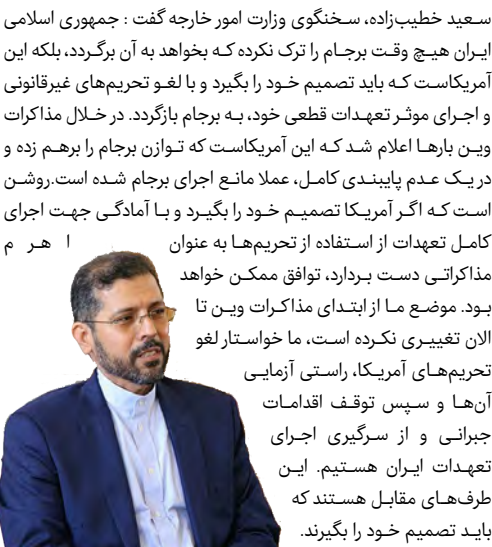 سعید خطیب‌زاده، سخنگوی وزارت امور خارجه گفت : جمهوری اسلامی
ایران هیچ وقت برجام را ترک نکرده که بخواهد به آن برگردد، بلکه این
آمریکاست که باید تصمیم خود را بگیرد و با لغو تحریم‌های غیرقانونی
و اجرای موثر تعهدات قطعی خود، به برجام بازگردد. در خلال مذاکرات
وین بارها اعلام شد که این آمریکاست که توازن برجام را برهم زده و
در یک عدم پایبندی کامل، عملا مانع اجرای برجام شده است.روشن
است که اگر آمریکا تصمیم خود را بگیرد و با آمادگی جهت اجرای
کامل تعهدات از استفاده از تحریم‌ها به عنوان ا هر م
مذاکراتی دست بردارد، توافق ممکن خواهد
بود. موضع ما از ابتدای مذاکرات وین تا
الان تغییری نکرده است، ما خواستار لغو
تحریم‌های آمریکا، راستی آزمایی
آن‌ها و سپس توقف اقدامات
جبرانی و از سرگیری اجرای
تعهدات ایران هستیم. این
طرف‌های مقابل هستند که
باید تصمیم خود را بگیرند.